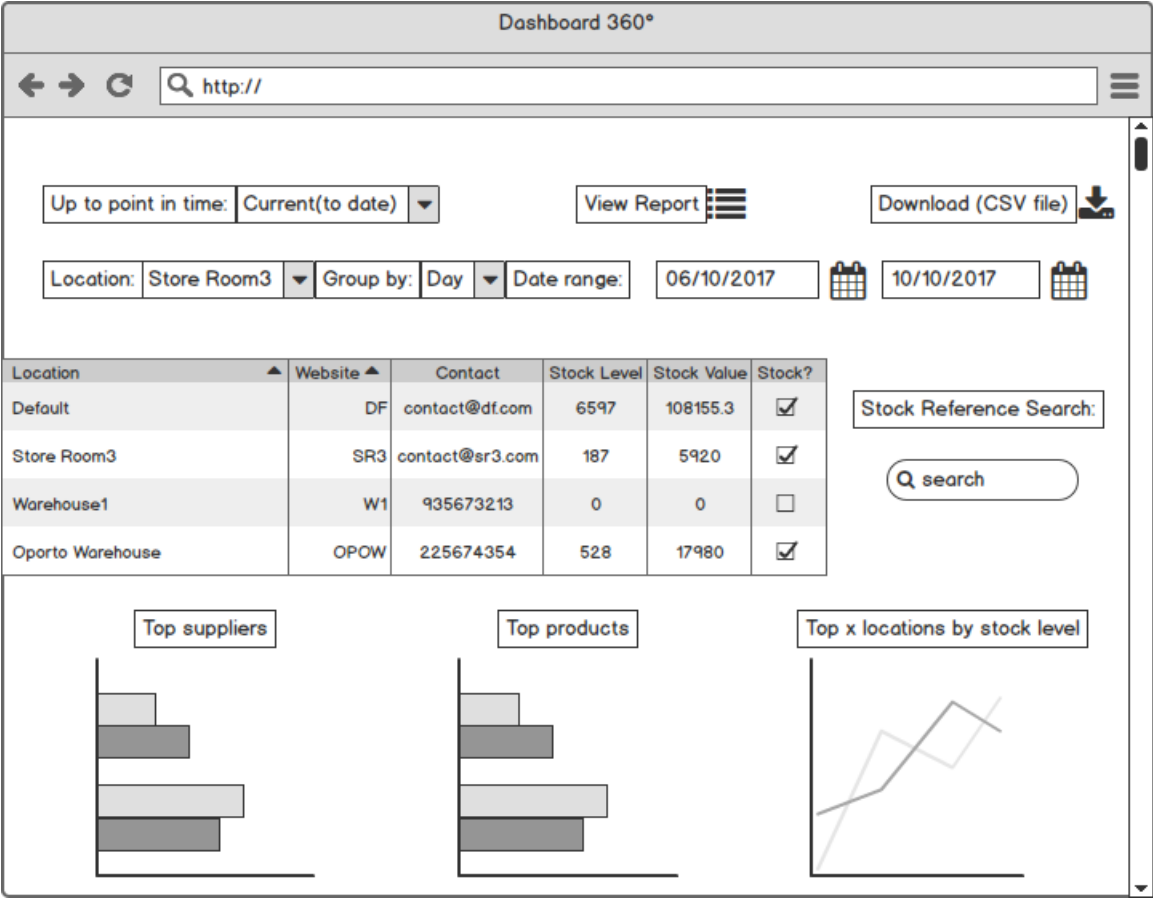 Dashboard 360°
http://
Up to point in time: Current(to date) View Report Download (CSV file)
Location: Store Room3 Group by: Day Date range: 06/10/2017 10/10/2017
Location Website Contact Stock Level Stock Value Stock?
Default DF contact@df.com 6597 108155.3
Store Room3 SR3 contact@sr3.com 187 5920
Warehouse1 W1 935673213 0 0
Oporto Warehouse OPOW 225674354 528 17980
Stock Reference Search:
search
Top suppliers Top products Top x locations by stock level